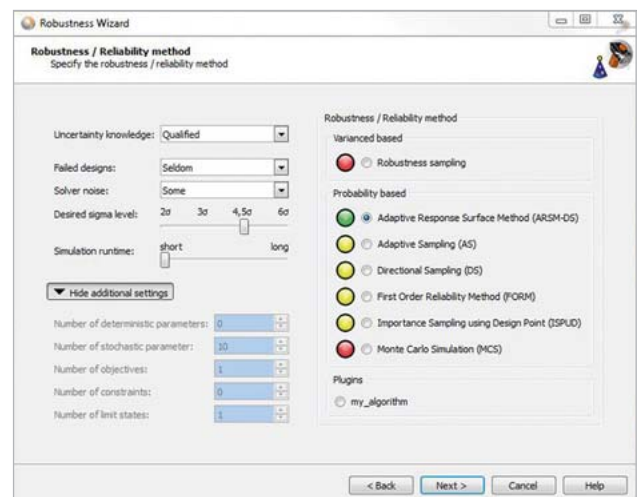 Robustness Wizard
Robustness / Reliability method
Specify the robustness / reliability method
Uncertainty knowledge: Qualified
Failed designs: Seldom
Solver noise: Some
Desired sigma level: 2σ 3σ 4,5σ 6σ
Simulation runtime: short long
Hide additional settings
Number of deterministic parameters: 0
Number of stochastic parameter: 10
Number of objectives: 1
Number of constraints: 0
Number of limit states: 1
Robustness / Reliability method
Varianced based
Robustness sampling
Probability based
Adaptive Response Surface Method (ARSM-DS)
Adaptive Sampling (AS)
Directional Sampling (DS)
First Order Reliability Method (FORM)
Importance Sampling using Design Point (ISPUD)
Monte Carlo Simulation (MCS)
Plugins
my_algorithm
< Back Next > Cancel Help